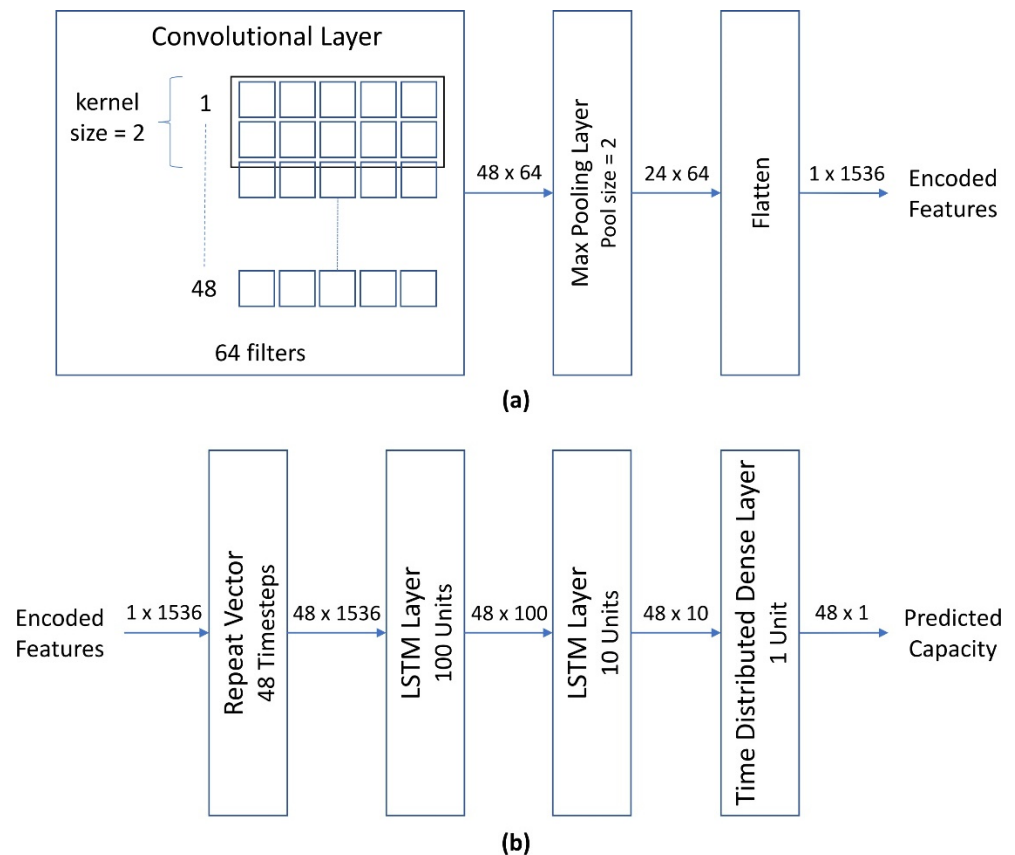 Convolutional Layer
kernel
size = 2
1
48
64 filters
48 x 64
Max Pooling Layer
Pool size = 2
24 x 64
Flatten
1 x 1536
Encoded
Features
(a)
Encoded
Features
1 x 1536
Repeat Vector
48 Timesteps
48 x 1536
LSTM Layer
100 Units
48 x 100
LSTM Layer
10 Units
48 x 10
Time Distributed Dense Layer
1 Unit
48 x 1
Predicted
Capacity
(b)